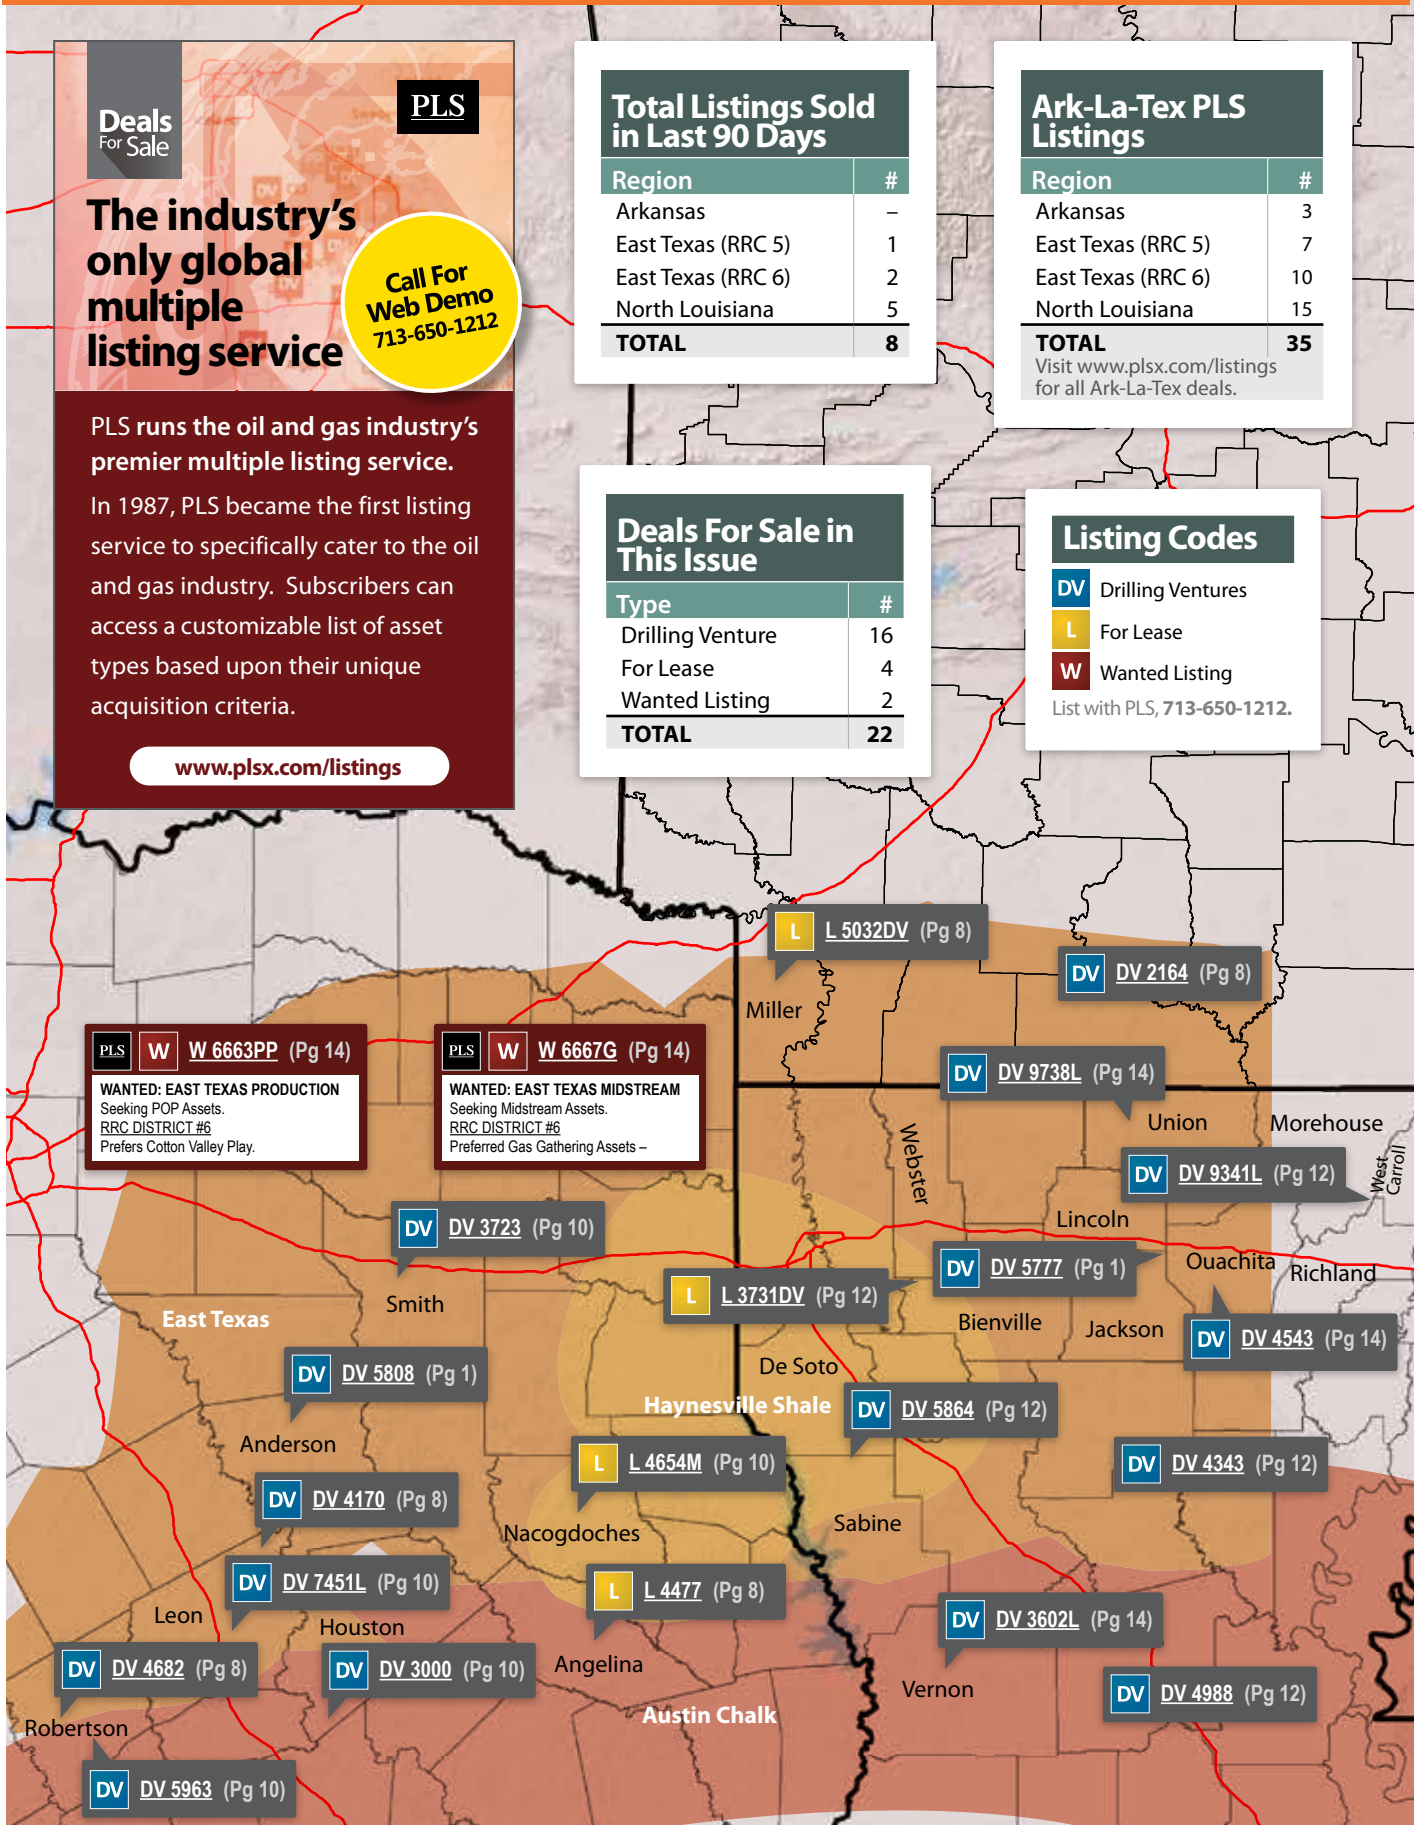 Deals
For Sale
PLS
The industry's
only global
multiple
listing service
Call For
Web Demo
713-650-1212
PLS runs the oil and gas industry's
premier multiple listing service.
In 1987, PLS became the first listing
service to specifically cater to the oil
and gas industry. Subscribers can
access a customizable list of asset
types based upon their unique
acquisition criteria.
www.plsx.com/listings
Total Listings Sold
in Last 90 Days
Region #
Arkansas –
East Texas (RRC 5) 1
East Texas (RRC 6) 2
North Louisiana 5
TOTAL 8
Ark-La-Tex PLS
Listings
Region #
Arkansas 3
East Texas (RRC 5) 7
East Texas (RRC 6) 10
North Louisiana 15
TOTAL 35
Visit www.plsx.com/listings
for all Ark-La-Tex deals.
Deals For Sale in
This Issue
Type #
Drilling Venture 16
For Lease 4
Wanted Listing 2
TOTAL 22
Listing Codes
DV Drilling Ventures
L For Lease
W Wanted Listing
List with PLS, 713-650-1212.
L L 5032DV (Pg 8)
DV DV 2164 (Pg 8)
Miller
PLS W W 6663PP (Pg 14)
WANTED: EAST TEXAS PRODUCTION
Seeking POP Assets.
RRC DISTRICT #6
Prefers Cotton Valley Play.
PLS W W 6667G (Pg 14)
WANTED: EAST TEXAS MIDSTREAM
Seeking Midstream Assets.
RRC DISTRICT #6
Preferred Gas Gathering Assets –
DV DV 9738L (Pg 14)
Union
Morehouse
Webster
DV DV 9341L (Pg 12)
West
Carroll
DV DV 3723 (Pg 10)
Lincoln
DV DV 5777 (Pg 1)
Ouachita
Richland
L L 3731DV (Pg 12)
Smith
East Texas
Bienville
Jackson
DV DV 4543 (Pg 14)
DV DV 5808 (Pg 1)
De Soto
Haynesville Shale
DV DV 5864 (Pg 12)
Anderson
L L 4654M (Pg 10)
DV DV 4343 (Pg 12)
DV DV 4170 (Pg 8)
Nacogdoches
Sabine
DV DV 7451L (Pg 10)
L L 4477 (Pg 8)
Leon
Houston
DV DV 3602L (Pg 14)
DV DV 4682 (Pg 8)
DV DV 3000 (Pg 10)
Angelina
Vernon
DV DV 4988 (Pg 12)
Austin Chalk
Robertson
DV DV 5963 (Pg 10)